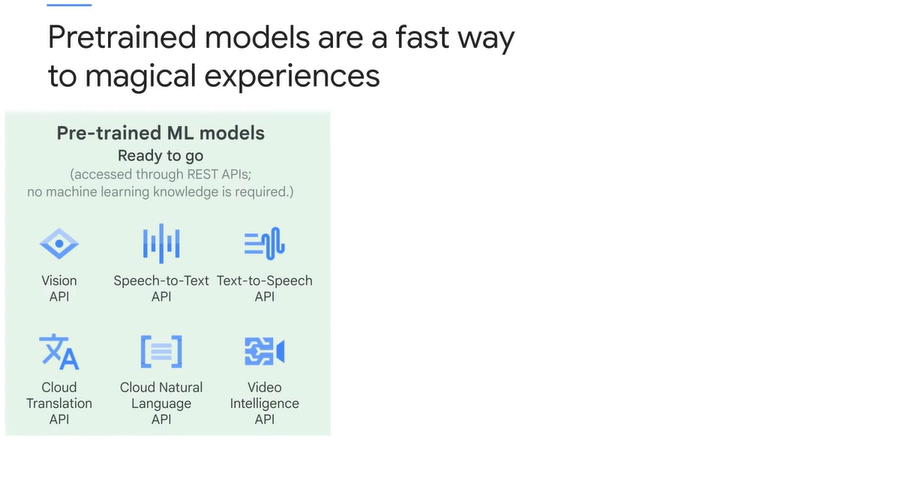 Pretrained models are a fast way
to magical experiences
Pre-trained ML models
Ready to go
(accessed through REST APIs;
no machine learning knowledge is required.)
Vision
API
Speech-to-Text
API
Text-to-Speech
API
Cloud
Translation
API
Cloud Natural
Language
API
Video
Intelligence
API